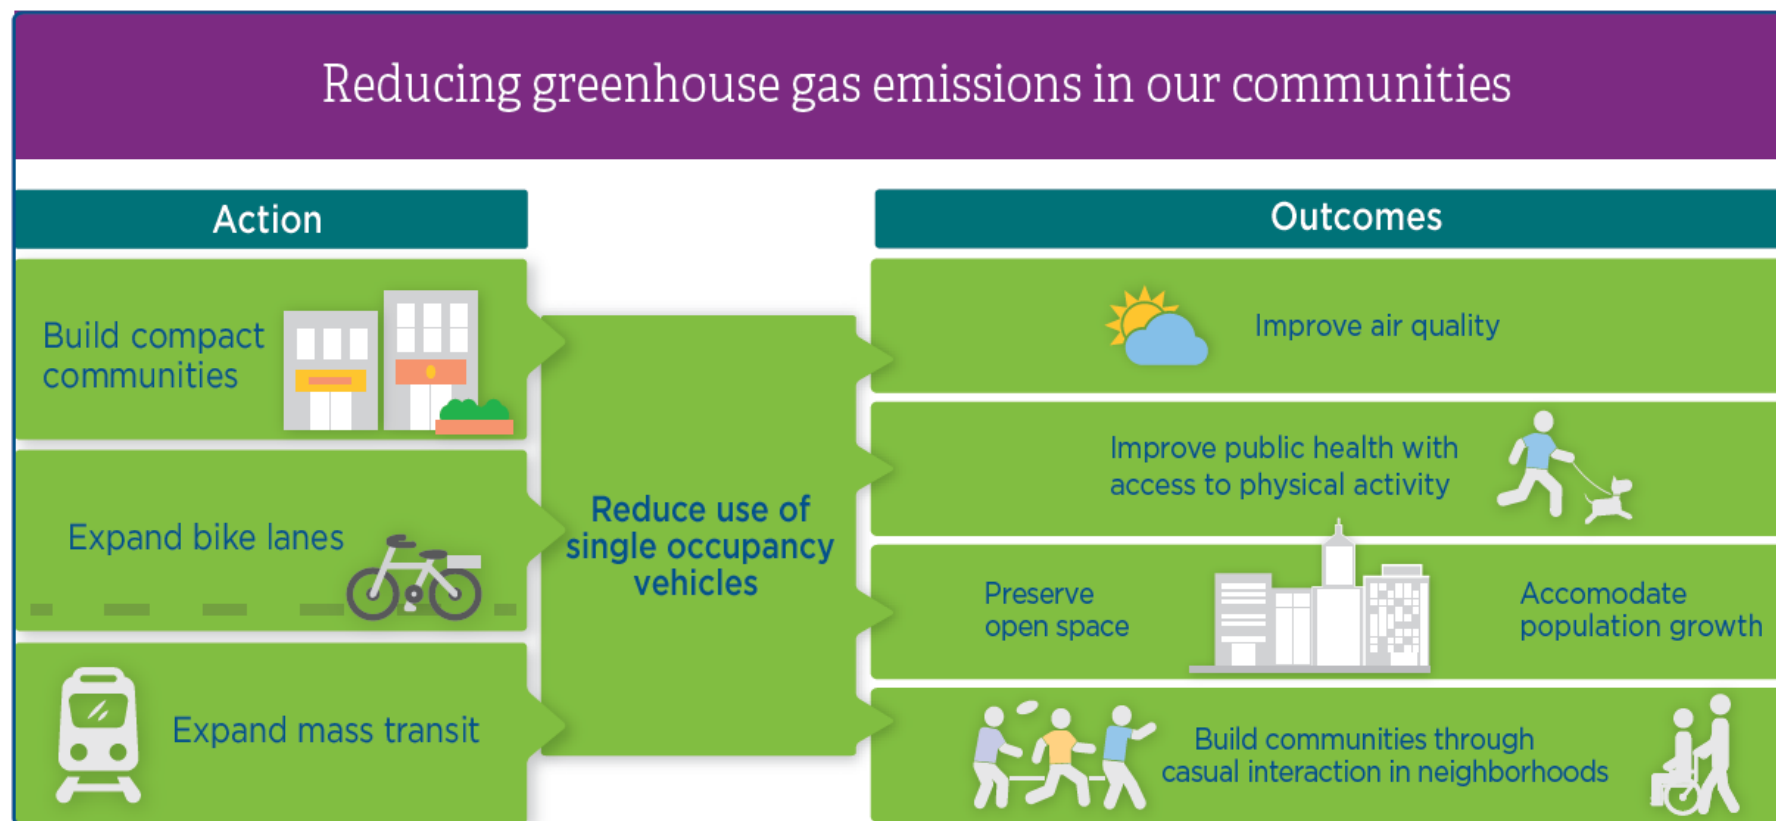 Reducing greenhouse gas emissions in our communities
Action
Outcomes
Build compact
communities
Expand bike lanes
Expand mass transit
Reduce use of
single occupancy
vehicles
Improve air quality
Improve public health with
access to physical activity
Preserve
open space
Accomodate
population growth
Build communities through
casual interaction in neighborhoods